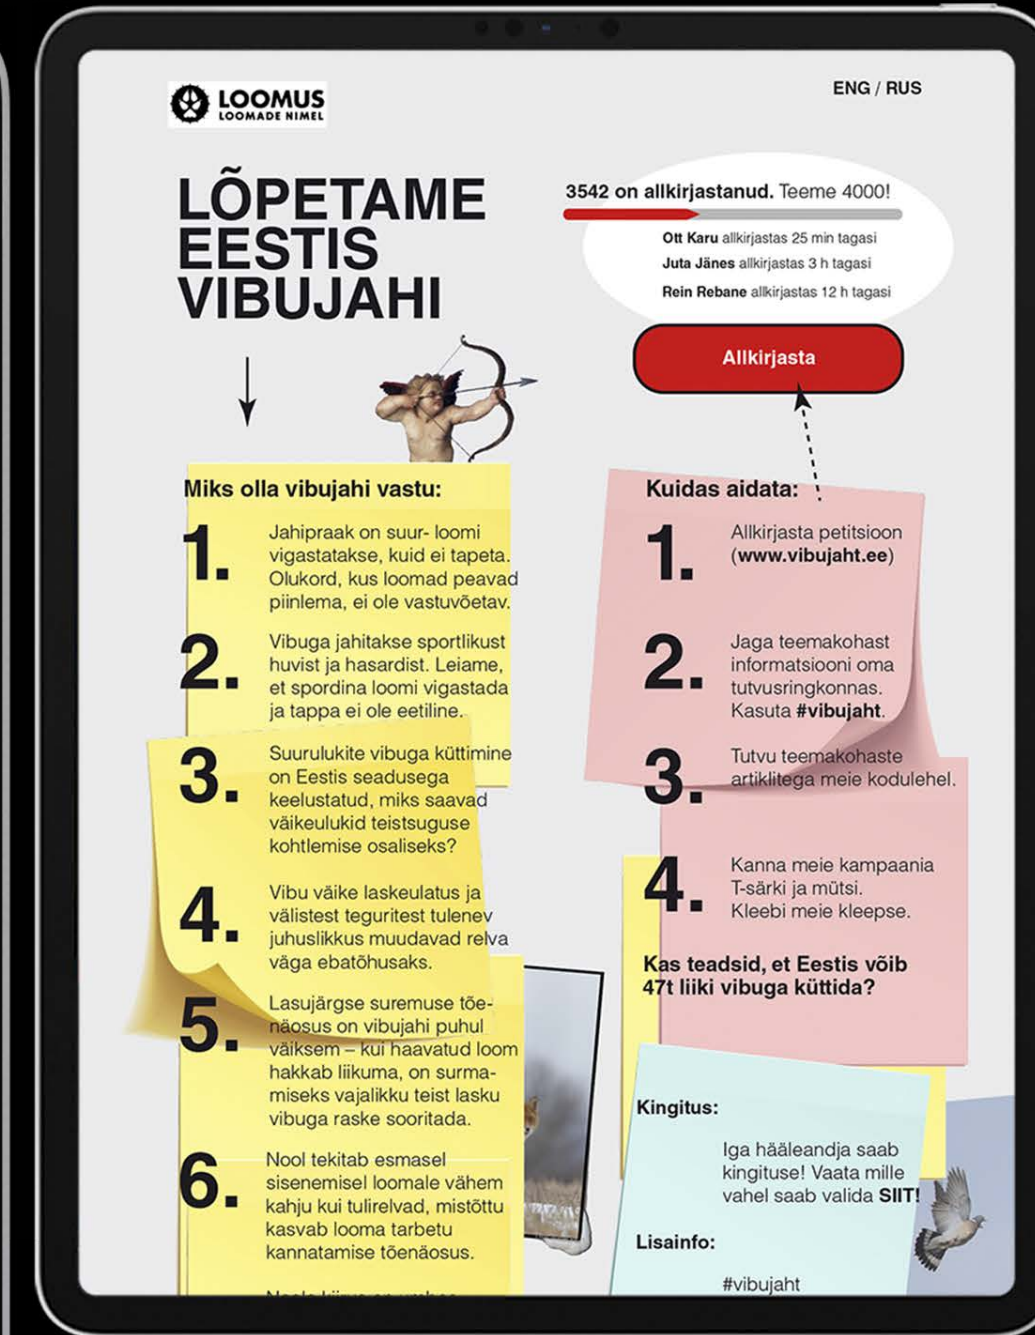 LOOMUS
LOOMADE NIMEL
ENG / RUS
LÕPETAME
EESTIS
VIBUJAHI
3542 on allkirjastanud. Teeme 4000!
Ott Karu allkirjastas 25 min tagasi
Juta Jänes allkirjastas 3 h tagasi
Rein Rebane allkirjastas 12 h tagasi
Allkirjasta
Miks olla vibujahi vastu:
1. Jahipraak on suur- loomi
vigastatakse, kuid ei tapeta.
Olukord, kus loomad peavad
piinlema, ei ole vastuvõetav.
2. Vibuga jahitakse sportlikust
huvist ja hasardist. Leiame,
et spordina loomi vigastada
ja tappa ei ole eetiline.
3. Suurulukite vibuga küttimine
on Eestis seadusega
keelustatud, miks saavad
väikeulukid teistsuguse
kohtlemise osaliseks?
4. Vibu väike laskeulatus ja
välistest teguritest tulenev
juhuslikkus muudavad relva
väga ebatõhusaks.
5. Lasujärgse suremuse tõe-
näosus on vibujahi puhul
väiksem – kui haavatud loom
hakkab liikuma, on surma-
miseks vajalikku teist lasku
vibuga raske sooritada.
6. Nool tekitab esmasel
sisenemisel loomale vähem
kahju kui tulirelvad, mistõttu
kasvab looma tarbetu
kannatamise tõenäosus.
Kuidas aidata:
1. Allkirjasta petitsioon
(www.vibujaht.ee)
2. Jaga teemakohast
informatsiooni oma
tutvusringkonnas.
Kasuta #vibujaht.
3. Tutvu teemakohaste
artiklitega meie kodulehel.
4. Kanna meie kampaania
T-särki ja mütsi.
Kleebi meie kleepse.
Kas teadsid, et Eestis võib
47t liiki vibuga küttida?
Kingitus:
Iga hääleandja saab
kingituse! Vaata mille
vahel saab valida SIIT!
Lisainfo:
#vibujaht